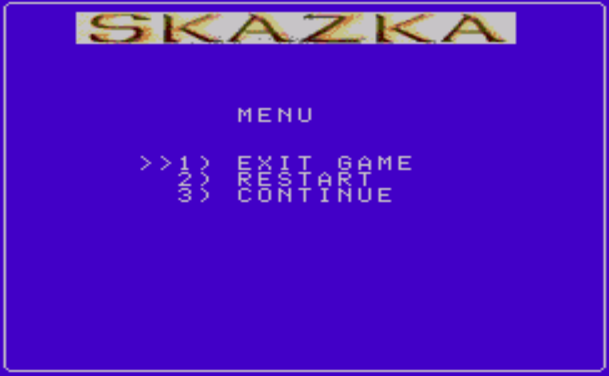 SKAZKA
MENU
>>1) EXIT GAME
2) RESTART
3) CONTINUE